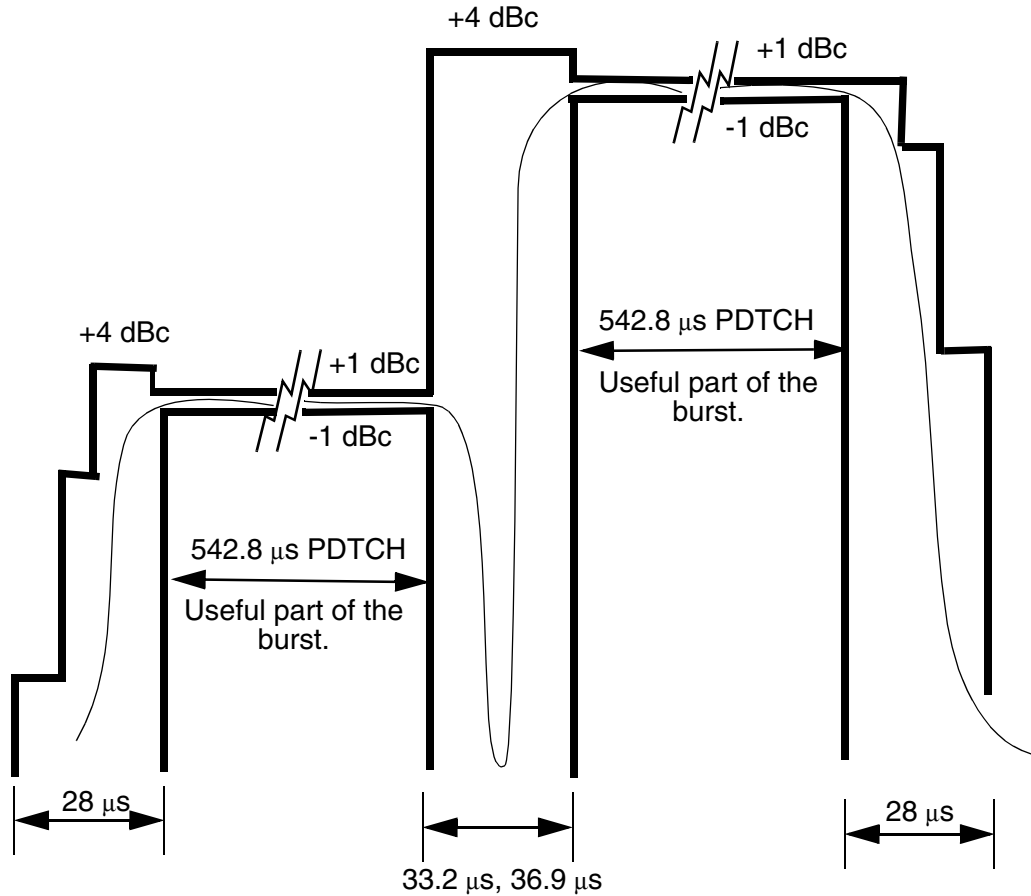 +4 dBc
+1 dBc
-1 dBc
542.8 μs PDTCH
Useful part of the
burst.
+4 dBc
+1 dBc
-1 dBc
542.8 μs PDTCH
Useful part of the
burst.
28 μs
33.2 μs, 36.9 μs
28 μs